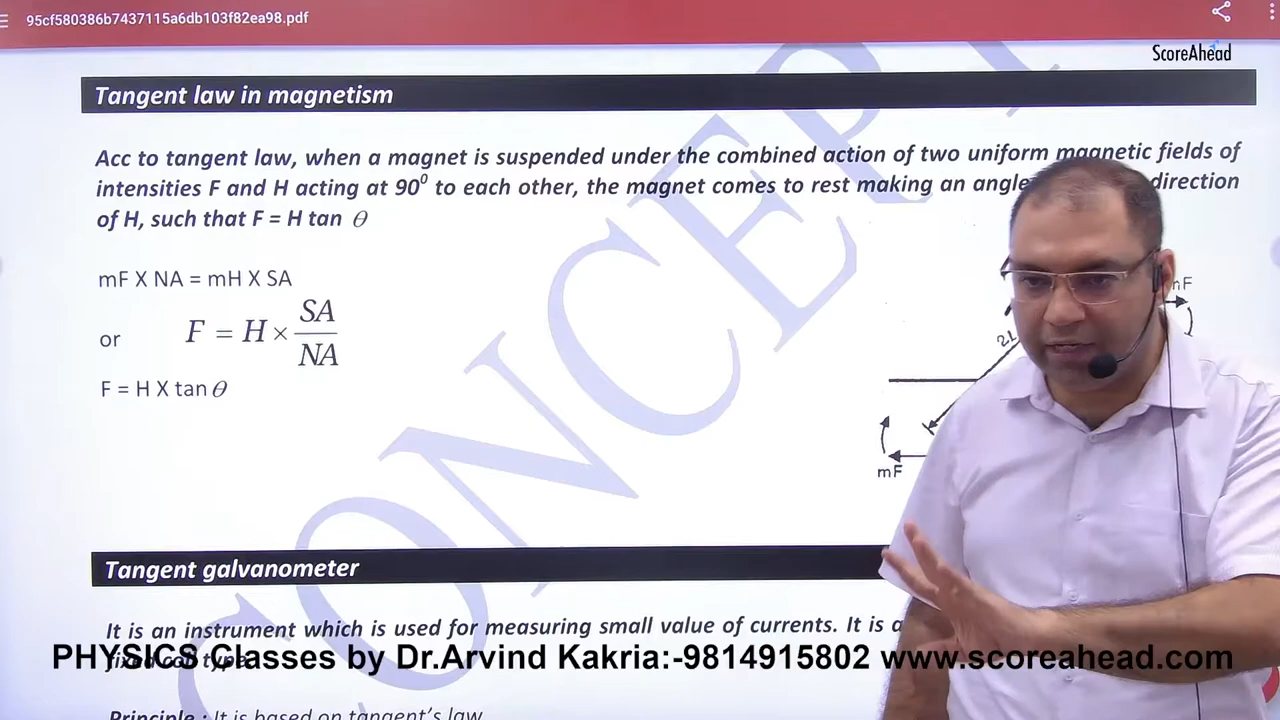 95cf580386b7437115a6db103f82ea98.pdf
ScoreAhead
Tangent law in magnetism
Acc to tangent law, when a magnet is suspended under the combined action of two uniform magnetic fields of
intensities F and H acting at 90⁰ to each other, the magnet comes to rest making an angle direction
of H, such that F = H tan θ
mF X NA = mH X SA
or F = H × SA/NA
F = H X tan θ
2l
mF
mF
CONCEPT
Tangent galvanometer
It is an instrument which is used for measuring small value of currents. It is a
fixed coil type
PHYSICS Classes by Dr.Arvind Kakria:-9814915802 www.scoreahead.com
Principle : It is based on tangent's law